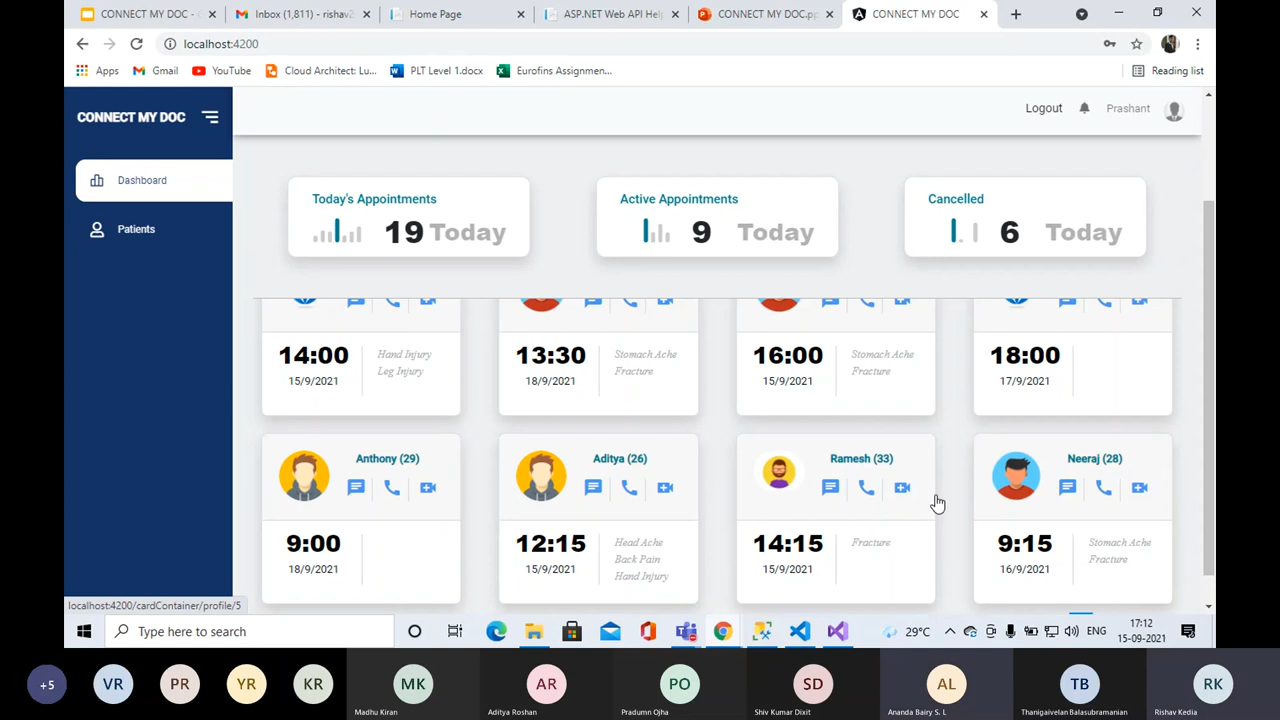 CONNECT MY DOC - G
Inbox (1,811) - rishav2
Home Page
ASP.NET Web API Help
CONNECT MY DOC.pp
CONNECT MY DOC
localhost:4200
Apps
Gmail
YouTube
Cloud Architect: Lu...
PLT Level 1.docx
Eurofins Assignmen...
Reading list
CONNECT MY DOC
Logout
Prashant
Dashboard
Patients
Today's Appointments
19 Today
Active Appointments
9 Today
Cancelled
6 Today
14:00
15/9/2021
Hand Injury
Leg Injury
13:30
18/9/2021
Stomach Ache
Fracture
16:00
15/9/2021
Stomach Ache
Fracture
18:00
17/9/2021
Anthony (29)
9:00
18/9/2021
Aditya (26)
12:15
15/9/2021
Head Ache
Back Pain
Hand Injury
Ramesh (33)
14:15
15/9/2021
Fracture
Neeraj (28)
9:15
16/9/2021
Stomach Ache
Fracture
localhost:4200/cardContainer/profile/5
Type here to search
29°C
ENG
17:12
15-09-2021
+5
VR
PR
YR
KR
MK
Madhu Kiran
AR
Aditya Roshan
PO
Pradumn Ojha
SD
Shiv Kumar Dixit
AL
Ananda Bairy S. L
TB
Thanigaivelan Balasubramanian
RK
Rishav Kedia